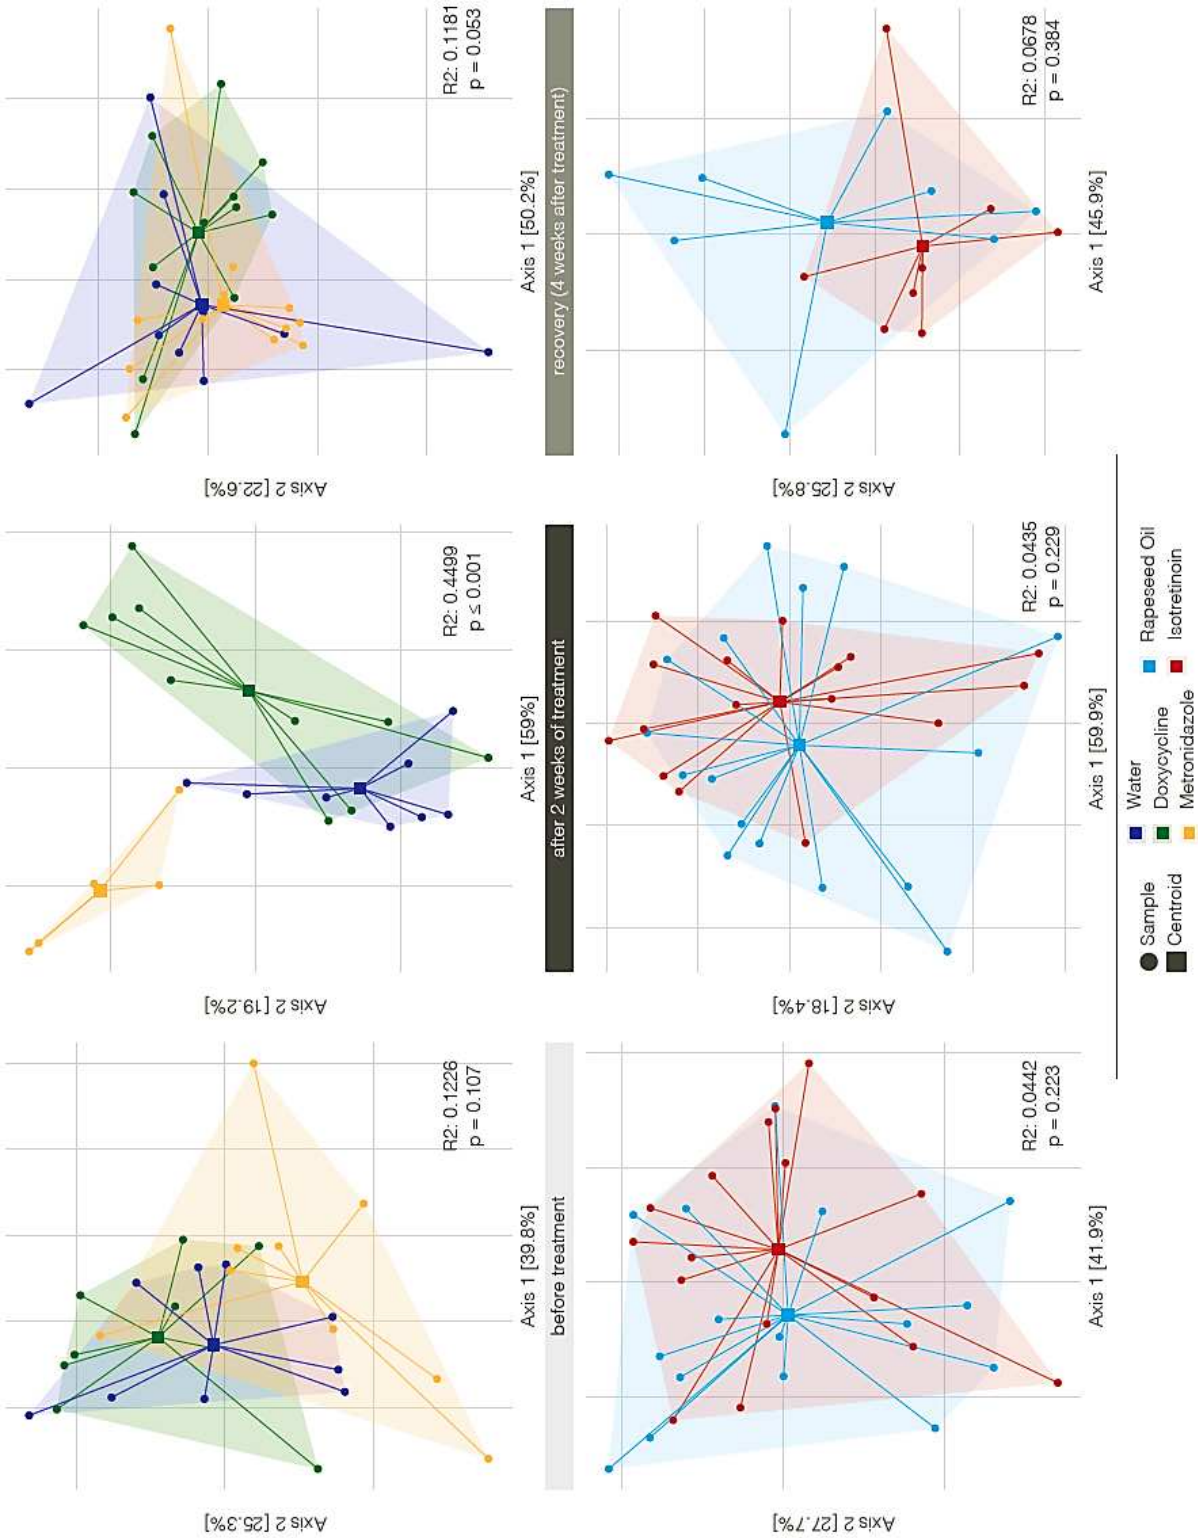 Axis 2 [25.3%]
R2: 0.1226
p = 0.107
Axis 1 [39.8%]
Axis 2 [19.2%]
R2: 0.4499
p ≤ 0.001
Axis 1 [59%]
Axis 2 [22.6%]
R2: 0.1181
p = 0.053
Axis 1 [50.2%]
before treatment
after 2 weeks of treatment
recovery (4 weeks after treatment)
Axis 2 [27.7%]
R2: 0.0442
p = 0.223
Axis 1 [41.9%]
Axis 2 [18.4%]
R2: 0.0435
p = 0.229
Axis 1 [59.9%]
Axis 2 [25.8%]
R2: 0.0678
p = 0.384
Axis 1 [45.9%]
Sample
Centroid
Water
Doxycycline
Metronidazole
Rapeseed Oil
Isotretinoin